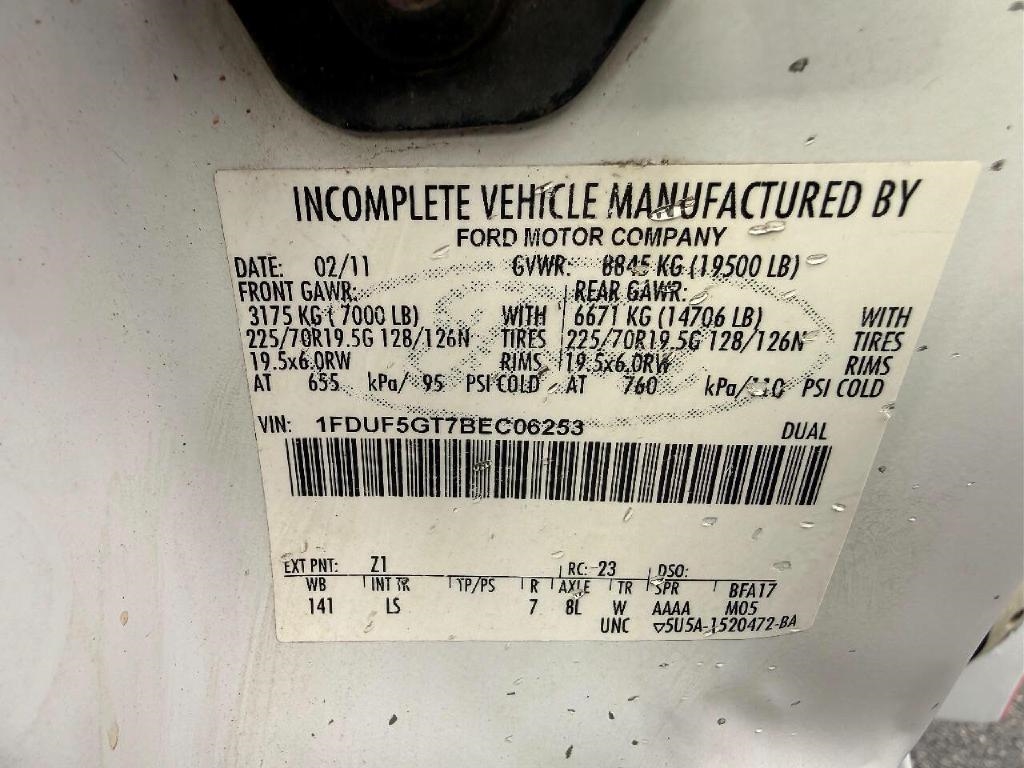 INCOMPLETE VEHICLE MANUFACTURED BY
FORD MOTOR COMPANY
DATE: 02/11 GVWR: 8845 KG (19500 LB)
FRONT GAWR: REAR GAWR:
3175 KG ( 7000 LB) WITH 6671 KG (14706 LB) WITH
225/70R19.5G 128/126N TIRES 225/70R19.5G 128/126N TIRES
19.5x6.0RW RIMS 19.5x6.0RW RIMS
AT 655 kPa/ 95 PSI COLD AT 760 kPa/110 PSI COLD
VIN: 1FDUF5GT7BEC06253 DUAL
EXT PNT: Z1 RC: 23 DSO:
WB INT TR TP/PS R AXLE TR SPR BFA17
141 LS 7 8L W AAAA M05
UNC ▽5U5A-1520472-BA